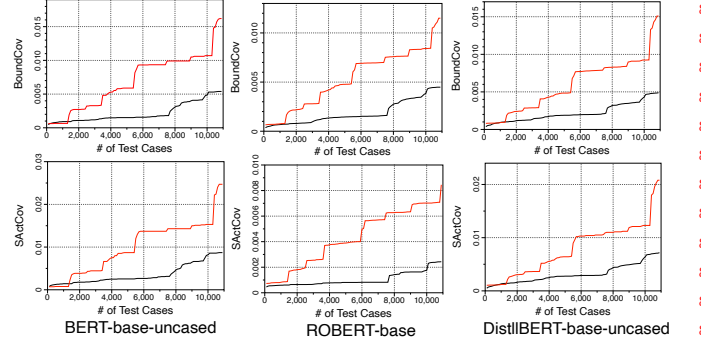 BoundCov
0 0.005 0.010 0.015
0 2,000 4,000 6,000 8,000 10,000
# of Test Cases
BoundCov
0 0.005 0.010
0 2,000 4,000 6,000 8,000 10,000
# of Test Cases
BoundCov
0 0.005 0.010 0.015
0 2,000 4,000 6,000 8,000 10,000
# of Test Cases
SActCov
0 0.01 0.02 0.03
0 2,000 4,000 6,000 8,000 10,000
# of Test Cases
BERT-base-uncased
SActCov
0 0.002 0.004 0.006 0.008 0.010
0 2,000 4,000 6,000 8,000 10,000
# of Test Cases
ROBERT-base
SActCov
0 0.01 0.02
0 2,000 4,000 6,000 8,000 10,000
# of Test Cases
DistIlBERT-base-uncased